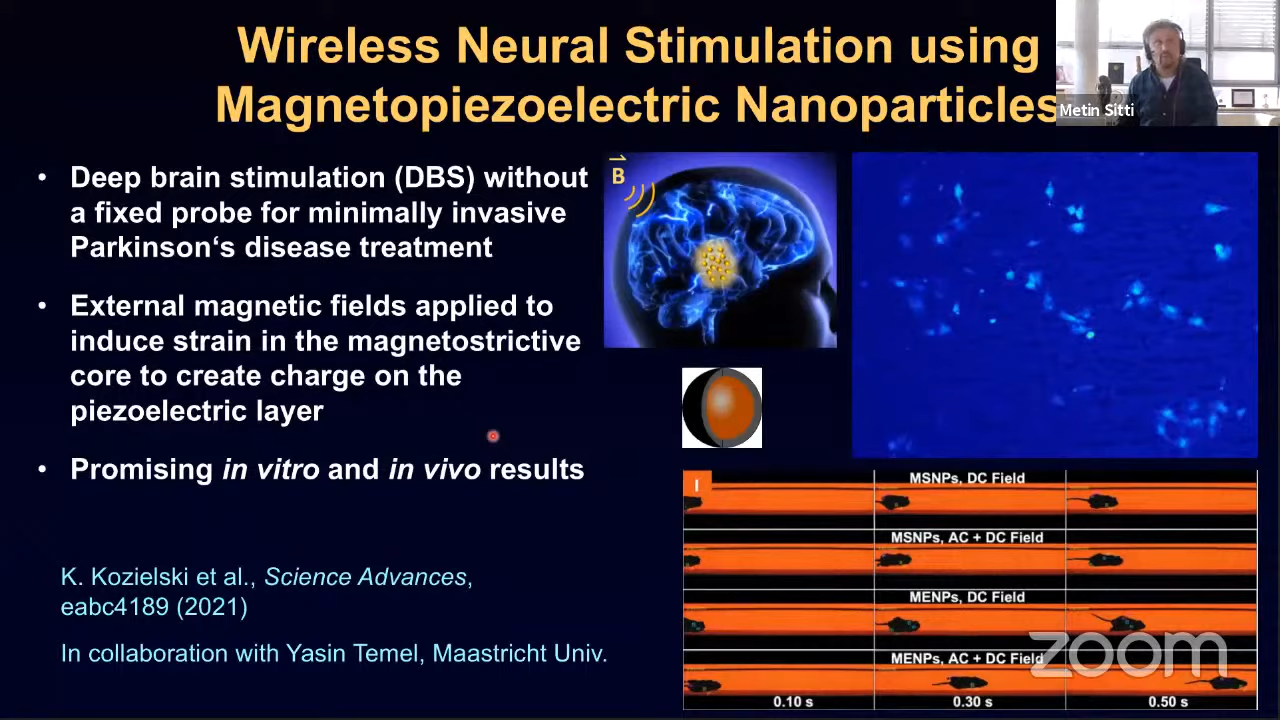 Wireless Neural Stimulation using
Magnetopiezoelectric Nanoparticles
Metin Sitti
• Deep brain stimulation (DBS) without
a fixed probe for minimally invasive
Parkinson‘s disease treatment
• External magnetic fields applied to
induce strain in the magnetostrictive
core to create charge on the
piezoelectric layer
• Promising in vitro and in vivo results
K. Kozielski et al., Science Advances,
eabc4189 (2021)
In collaboration with Yasin Temel, Maastricht Univ.
B
I
MSNPs, DC Field
MSNPs, AC + DC Field
MENPs, DC Field
MENPs, AC + DC Field
0.10 s 0.30 s 0.50 s
zoom